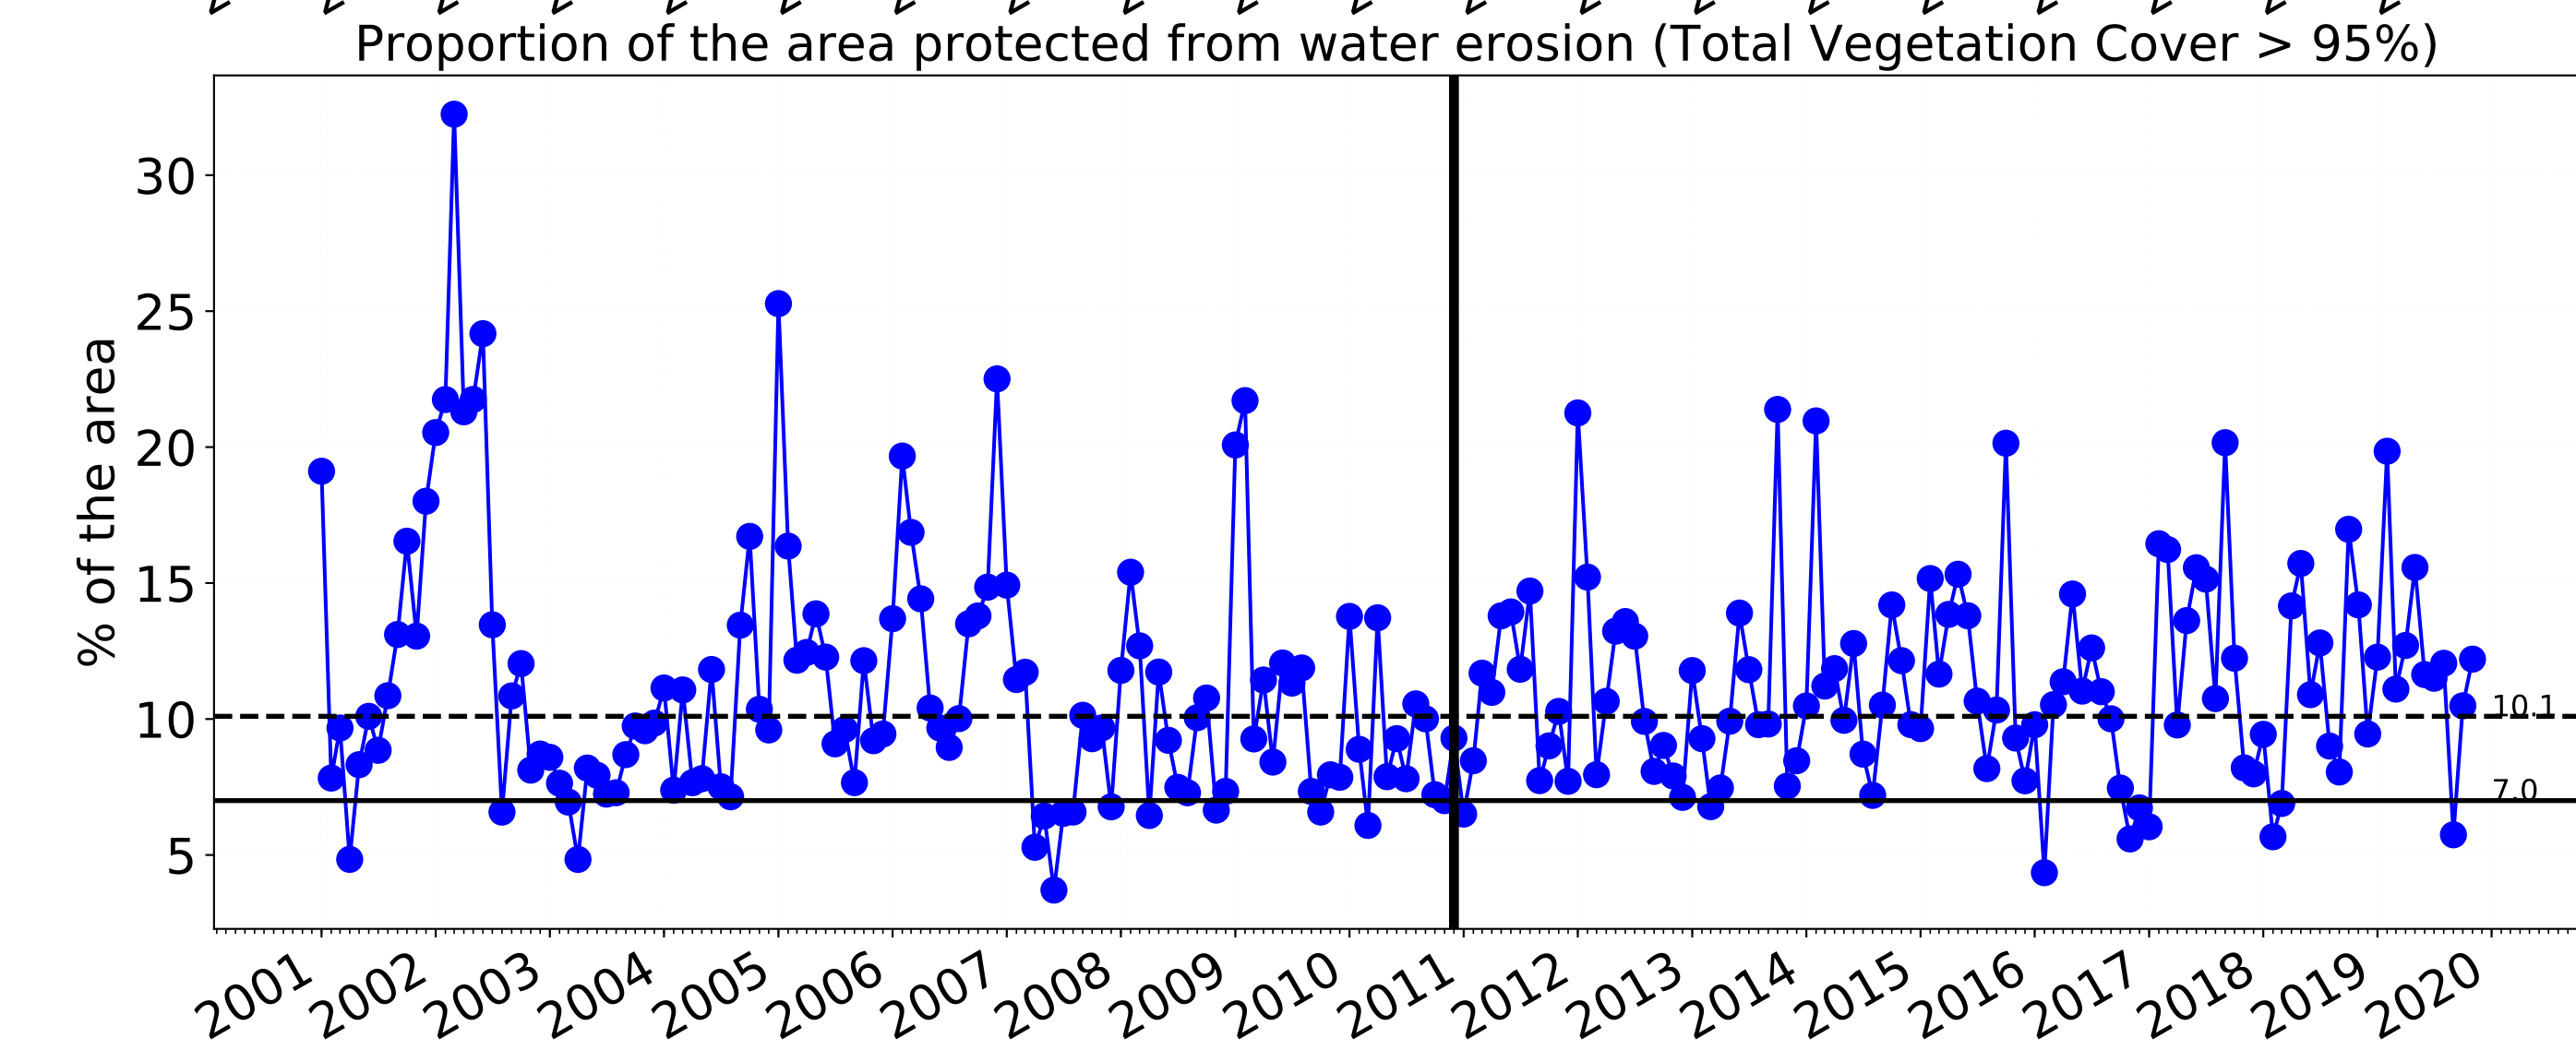 Proportion of the area protected from water erosion (Total Vegetation Cover > 95%)
% of the area
30
25
20
15
10
5
10.1
7.0
2001 2002 2003 2004 2005 2006 2007 2008 2009 2010 2011 2012 2013 2014 2015 2016 2017 2018 2019 2020